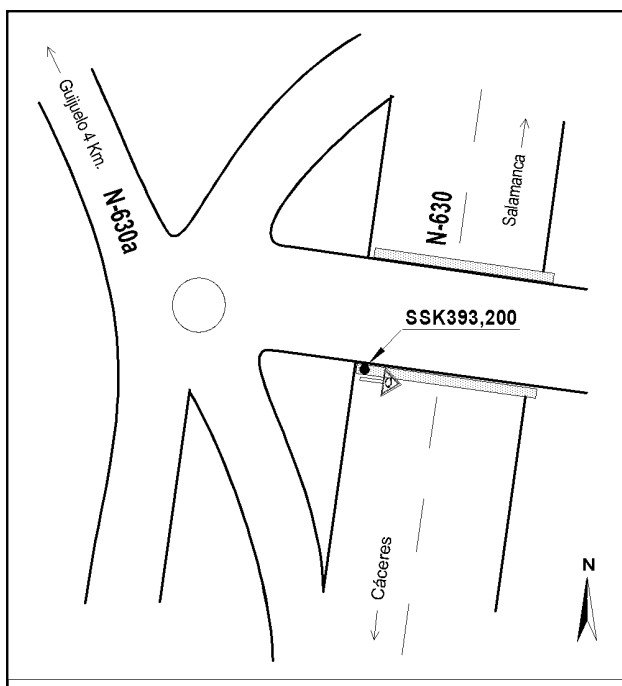 Guijuelo 4 Km.
N-630a
N-630
Salamanca
SSK393,200
Cáceres
N